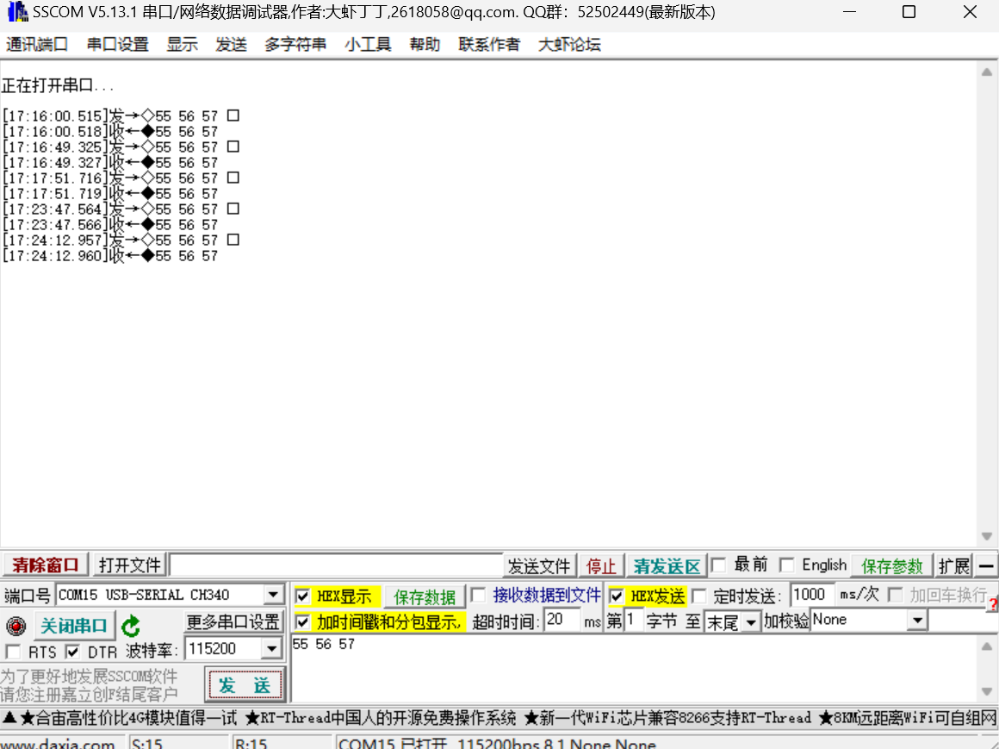 SSCOM V5.13.1 串口/网络数据调试器,作者:大虾丁丁,2618058@qq.com. QQ群：52502449(最新版本)
通讯端口 串口设置 显示 发送 多字符串 小工具 帮助 联系作者 大虾论坛
正在打开串口...
[17:16:00.515]发→◇55 56 57 □
[17:16:00.518]收←◆55 56 57
[17:16:49.325]发→◇55 56 57 □
[17:16:49.327]收←◆55 56 57
[17:17:51.716]发→◇55 56 57 □
[17:17:51.719]收←◆55 56 57
[17:23:47.564]发→◇55 56 57 □
[17:23:47.566]收←◆55 56 57
[17:24:12.957]发→◇55 56 57 □
[17:24:12.960]收←◆55 56 57
清除窗口 打开文件 发送文件 停止 清发送区 最前 English 保存参数 扩展 —
端口号 COM15 USB-SERIAL CH340 HEX显示 保存数据 接收数据到文件 HEX发送 定时发送: 1000 ms/次 加回车换行
关闭串口 更多串口设置 加时间戳和分包显示, 超时时间: 20 ms 第 1 字节 至 末尾 加校验 None
RTS DTR 波特率: 115200
55 56 57
为了更好地发展SSCOM软件
请您注册嘉立创F结尾客户
发 送
▲★合宙高性价比4G模块值得一试 ★RT-Thread中国人的开源免费操作系统 ★新一代WiFi芯片兼容8266支持RT-Thread ★8KM远距离WiFi可自组网
www.daxia.com S:15 R:15 COM15 已打开 115200bps,8,1,None,None